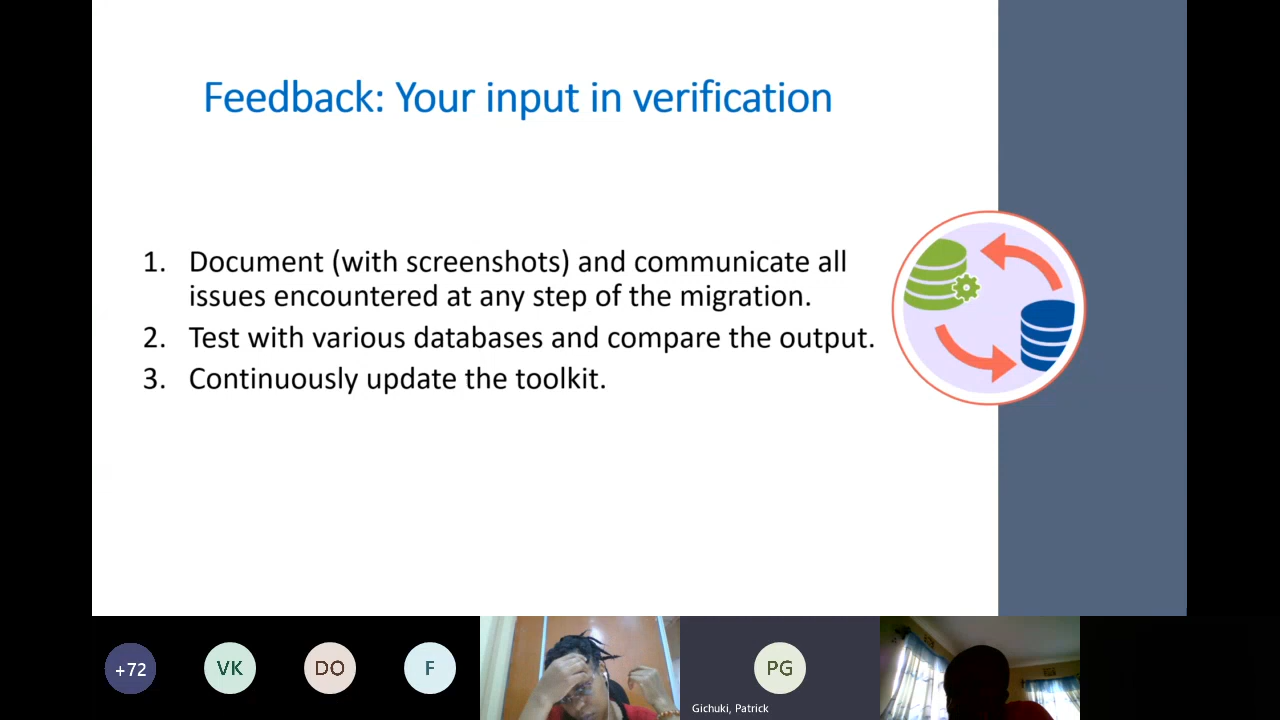 Feedback: Your input in verification
1. Document (with screenshots) and communicate all
issues encountered at any step of the migration.
2. Test with various databases and compare the output.
3. Continuously update the toolkit.
+72
VK
DO
F
PG
Gichuki, Patrick